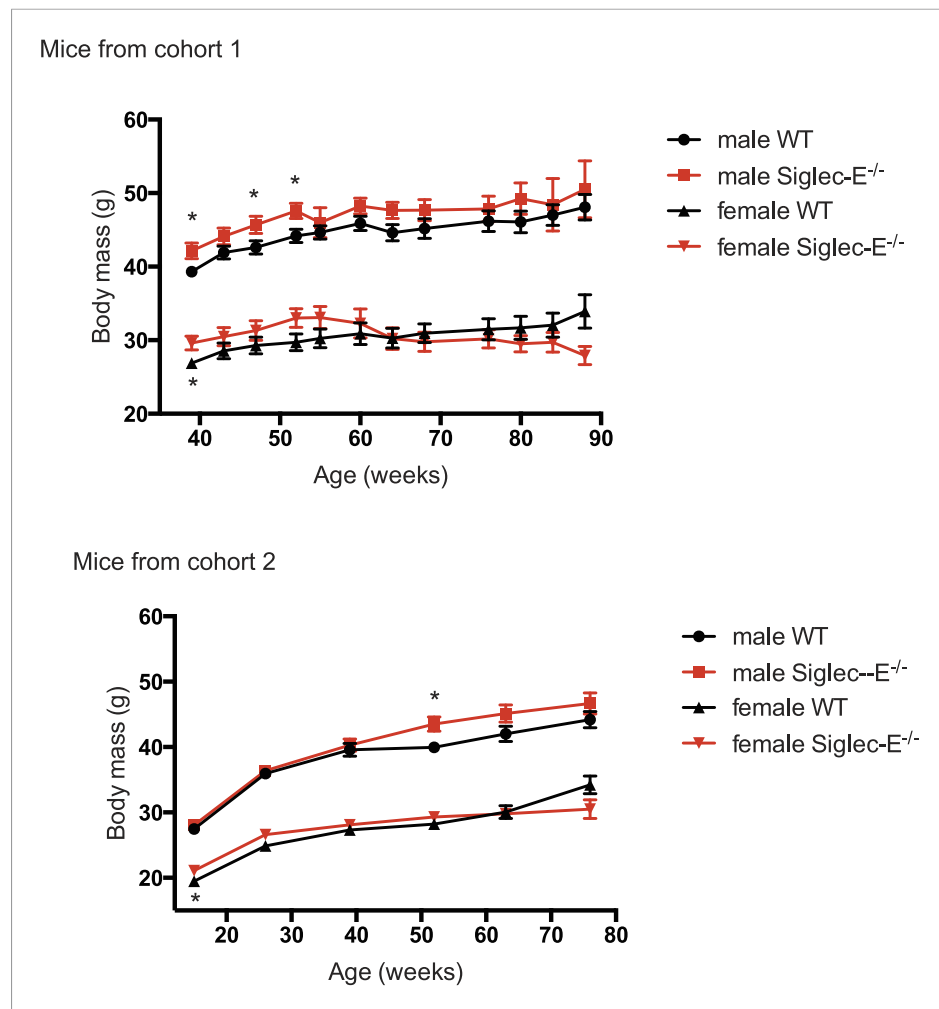 Mice from cohort 1
60
50
40
30
20
Body mass (g)
* * *
*
40 50 60 70 80 90
Age (weeks)
male WT
male Siglec-E-/-
female WT
female Siglec-E-/-
Mice from cohort 2
60
50
40
30
20
Body mass (g)
*
*
20 30 40 50 60 70 80
Age (weeks)
male WT
male Siglec--E-/-
female WT
female Siglec-E-/-